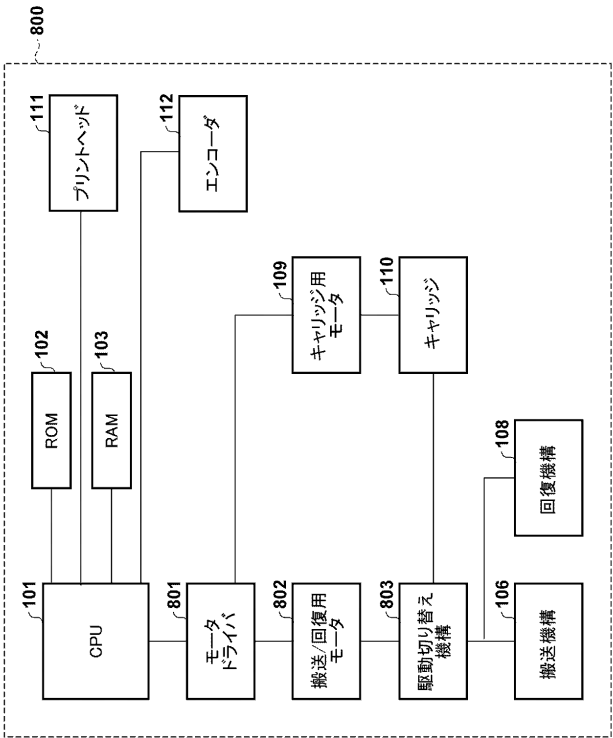 800
101
CPU
102
ROM
103
RAM
111
プリントヘッド
112
エンコーダ
801
モータ
ドライバ
802
搬送/回復用
モータ
109
キャリッジ用
モータ
803
駆動切り替え
機構
110
キャリッジ
106
搬送機構
108
回復機構